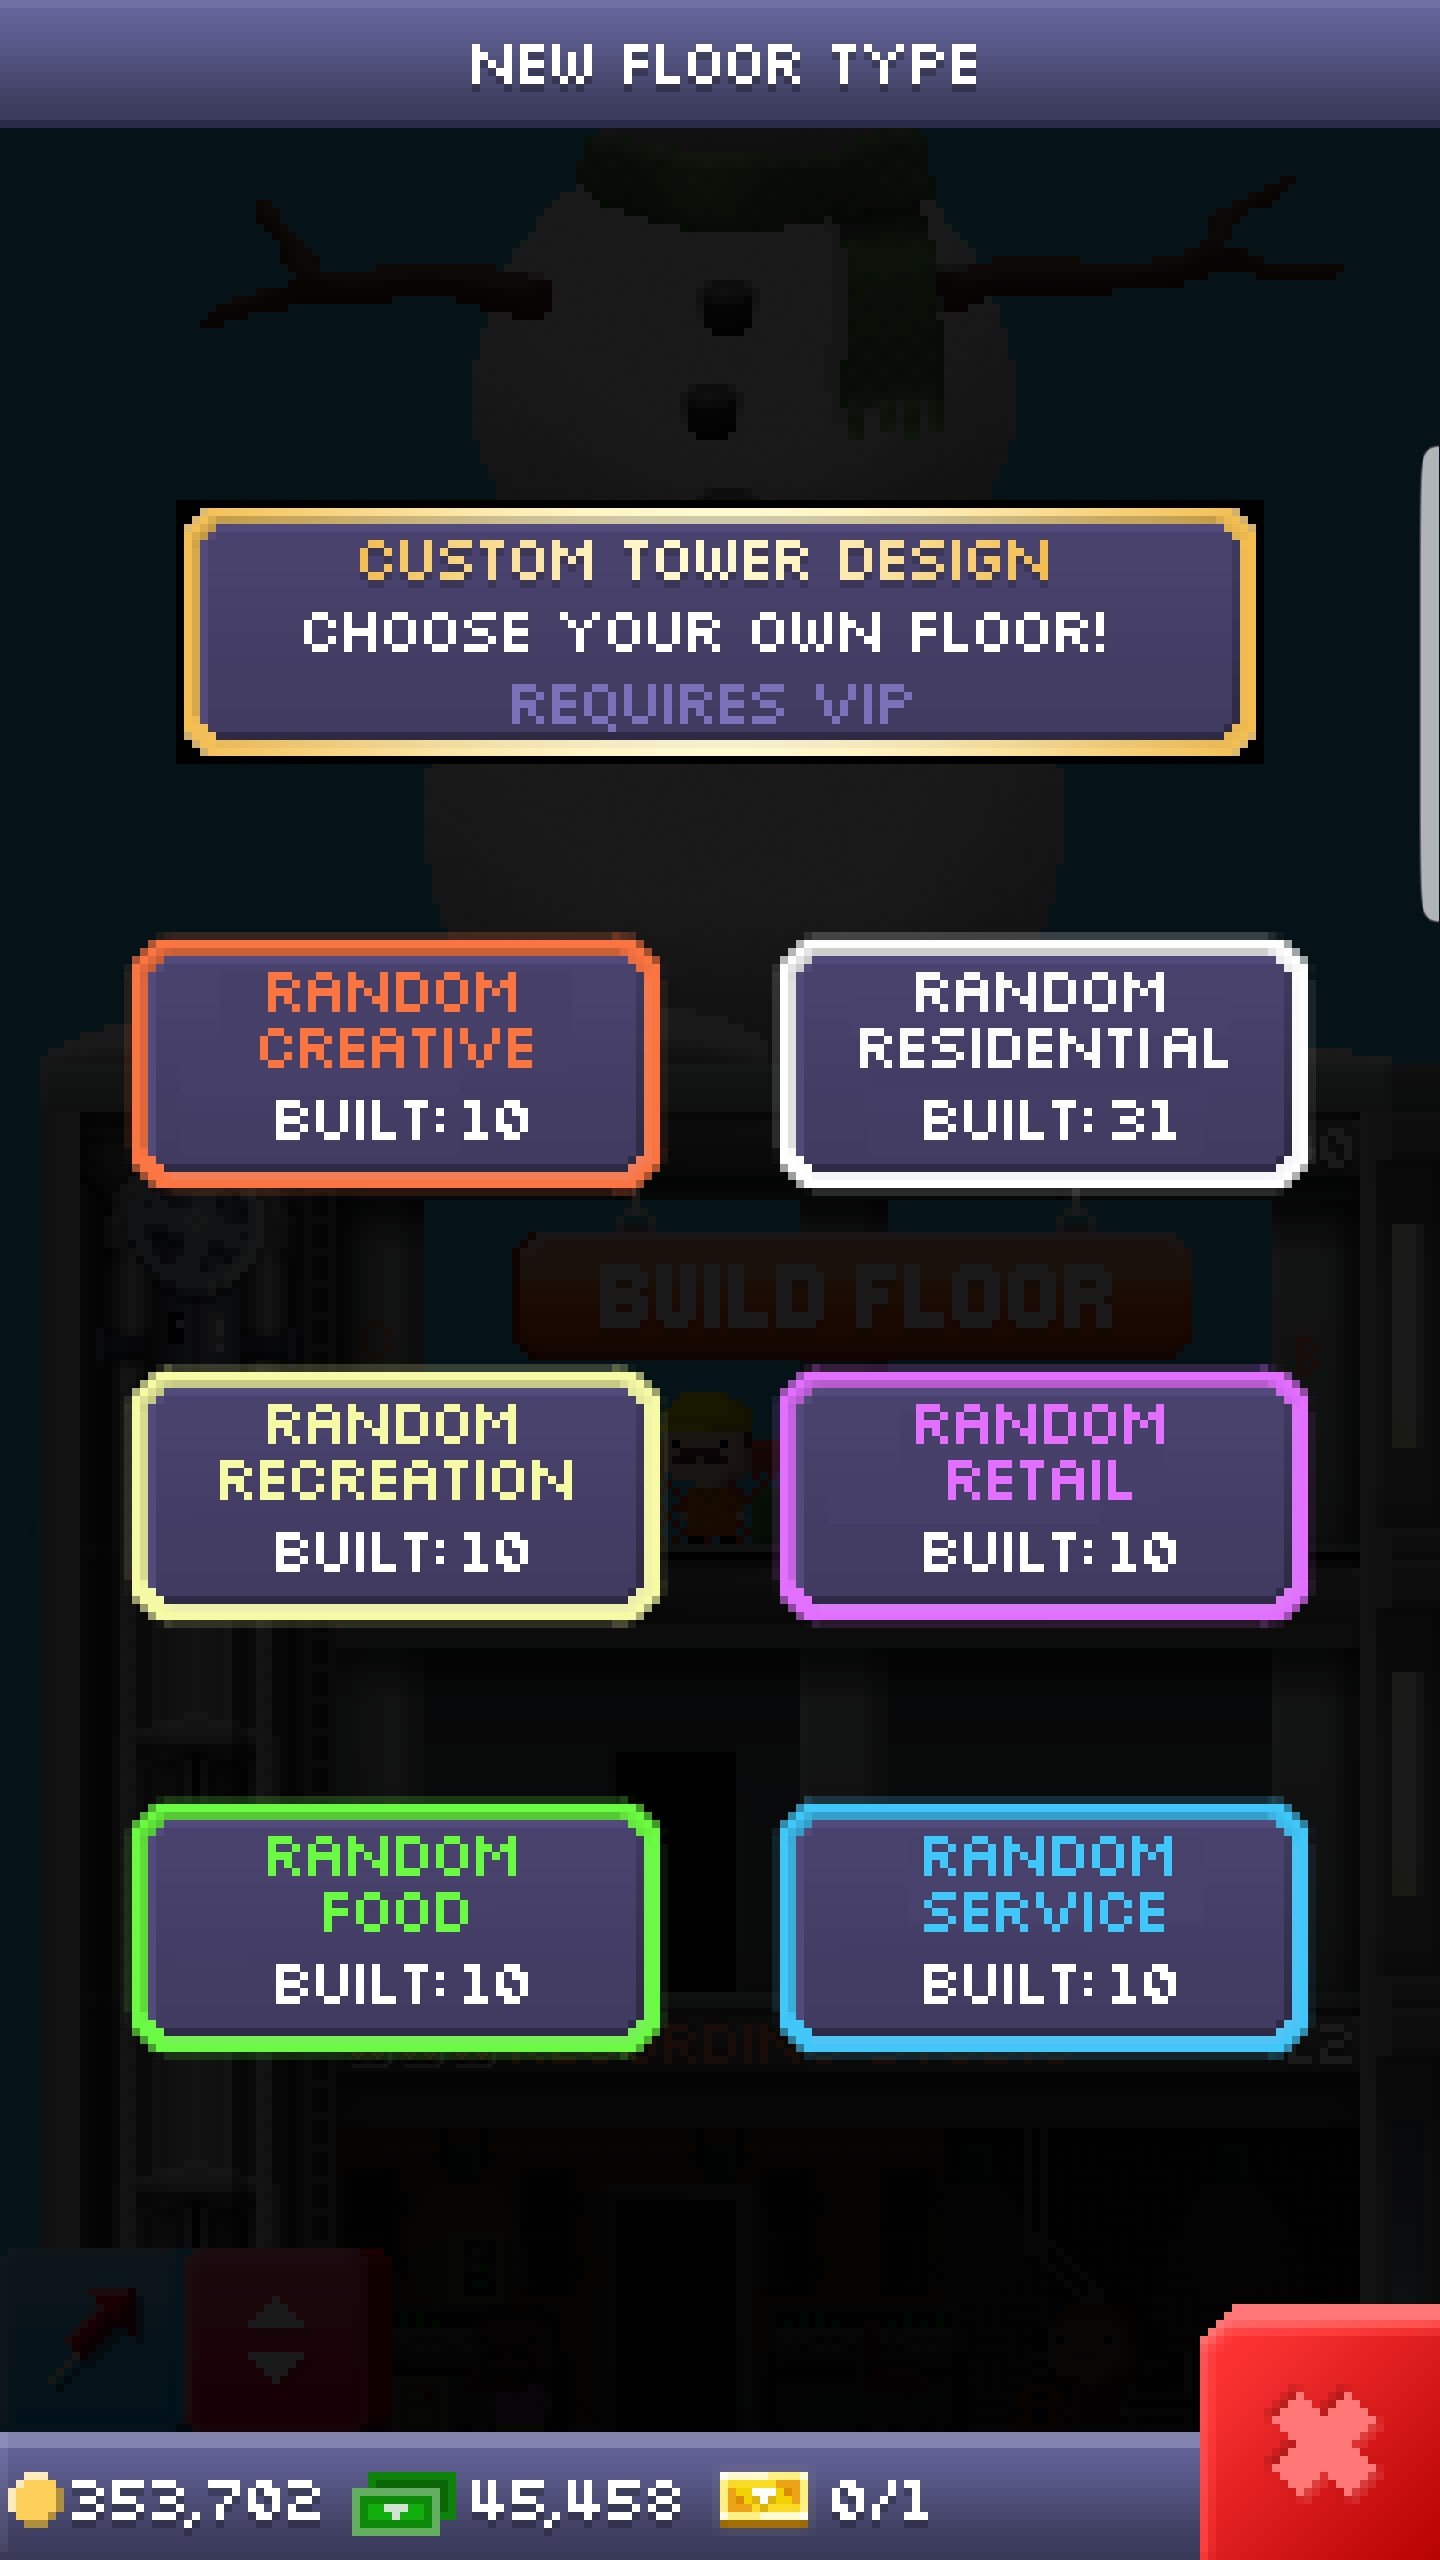 NEW FLOOR TYPE
CUSTOM TOWER DESIGN
CHOOSE YOUR OWN FLOOR!
REQUIRES VIP
RANDOM
CREATIVE
BUILT: 10
RANDOM
RESIDENTIAL
BUILT: 31
BUILD FLOOR
RANDOM
RECREATION
BUILT: 10
RANDOM
RETAIL
BUILT: 10
RANDOM
FOOD
BUILT: 10
RANDOM
SERVICE
BUILT: 10
353,702 45,458 0/1